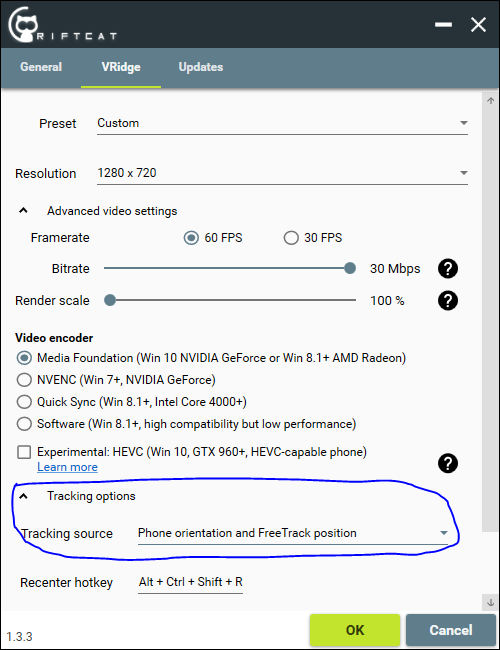 RIFTCAT
General VRidge Updates
Preset Custom
Resolution 1280 x 720
Advanced video settings
Framerate 60 FPS 30 FPS
Bitrate 30 Mbps ?
Render scale 100 % ?
Video encoder
Media Foundation (Win 10 NVIDIA GeForce or Win 8.1+ AMD Radeon)
NVENC (Win 7+, NVIDIA GeForce)
Quick Sync (Win 8.1+, Intel Core 4000+)
Software (Win 8.1+, high compatibility but low performance)
Experimental: HEVC (Win 10, GTX 960+, HEVC-capable phone)
Learn more ?
Tracking options
Tracking source Phone orientation and FreeTrack position
Recenter hotkey Alt + Ctrl + Shift + R
1.3.3 OK Cancel